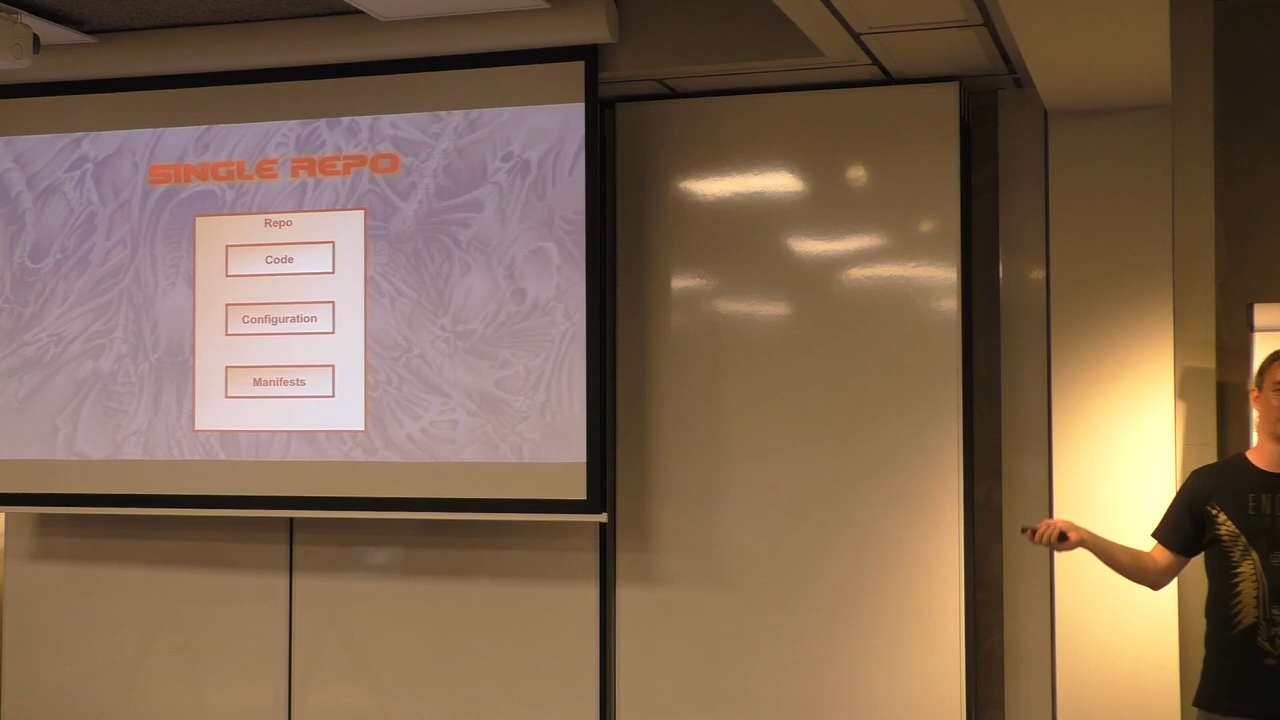 SINGLE REPO
Repo
Code
Configuration
Manifests